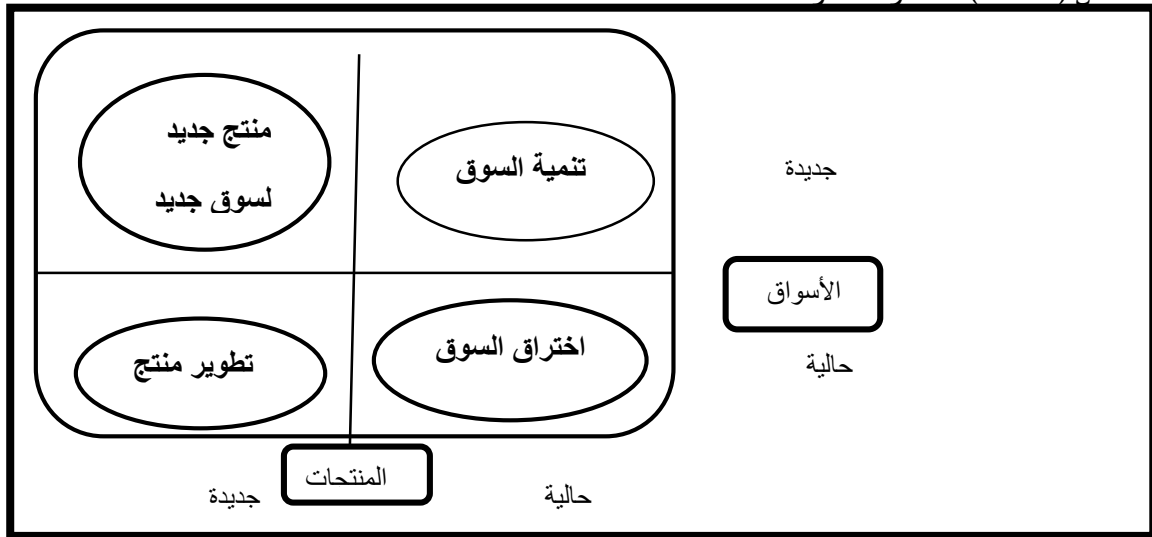 منتج جديد
لسوق جديد
تنمية السوق
جديدة
الأسواق
حالية
اختراق السوق
تطوير منتج
المنتجات
حالية
جديدة